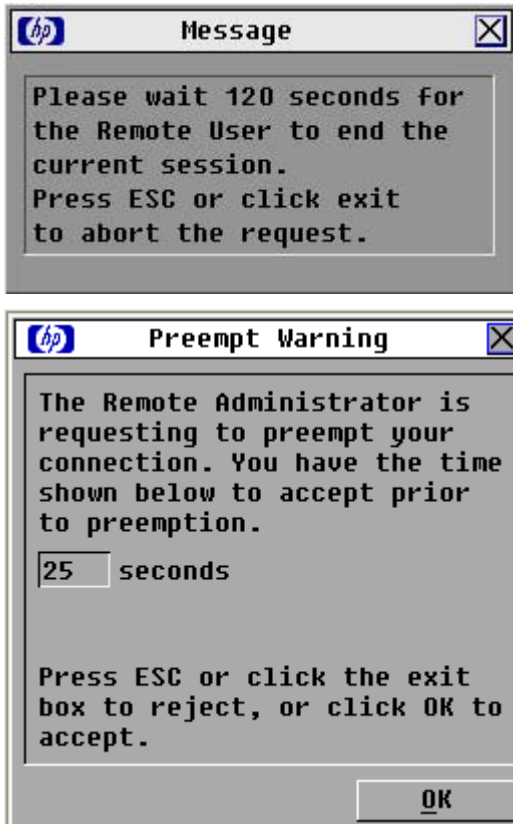 hp Message
Please wait 120 seconds for
the Remote User to end the
current session.
Press ESC or click exit
to abort the request.
hp Preempt Warning
The Remote Administrator is
requesting to preempt your
connection. You have the time
shown below to accept prior
to preemption.
25 seconds
Press ESC or click the exit
box to reject, or click OK to
accept.
OK